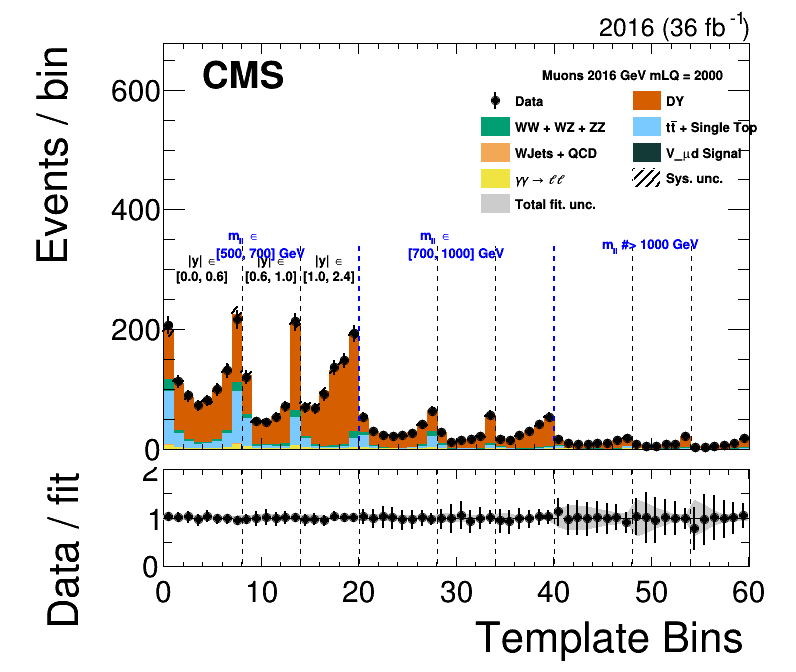 2016 (36 fb⁻¹)
CMS
Muons 2016 GeV mLQ = 2000
Data
DY
WW + WZ + ZZ
tt̄ + Single Top
WJets + QCD
V_μd Signal
γγ → ℓℓ
Sys. unc.
Total fit. unc.
Events / bin
600
400
200
0
m_ll ∈
[500, 700] GeV
m_ll ∈
[700, 1000] GeV
m_ll #> 1000 GeV
|y| ∈
[0.0, 0.6]
|y| ∈
[0.6, 1.0]
|y| ∈
[1.0, 2.4]
Data / fit
2
1
0
0 10 20 30 40 50 60
Template Bins